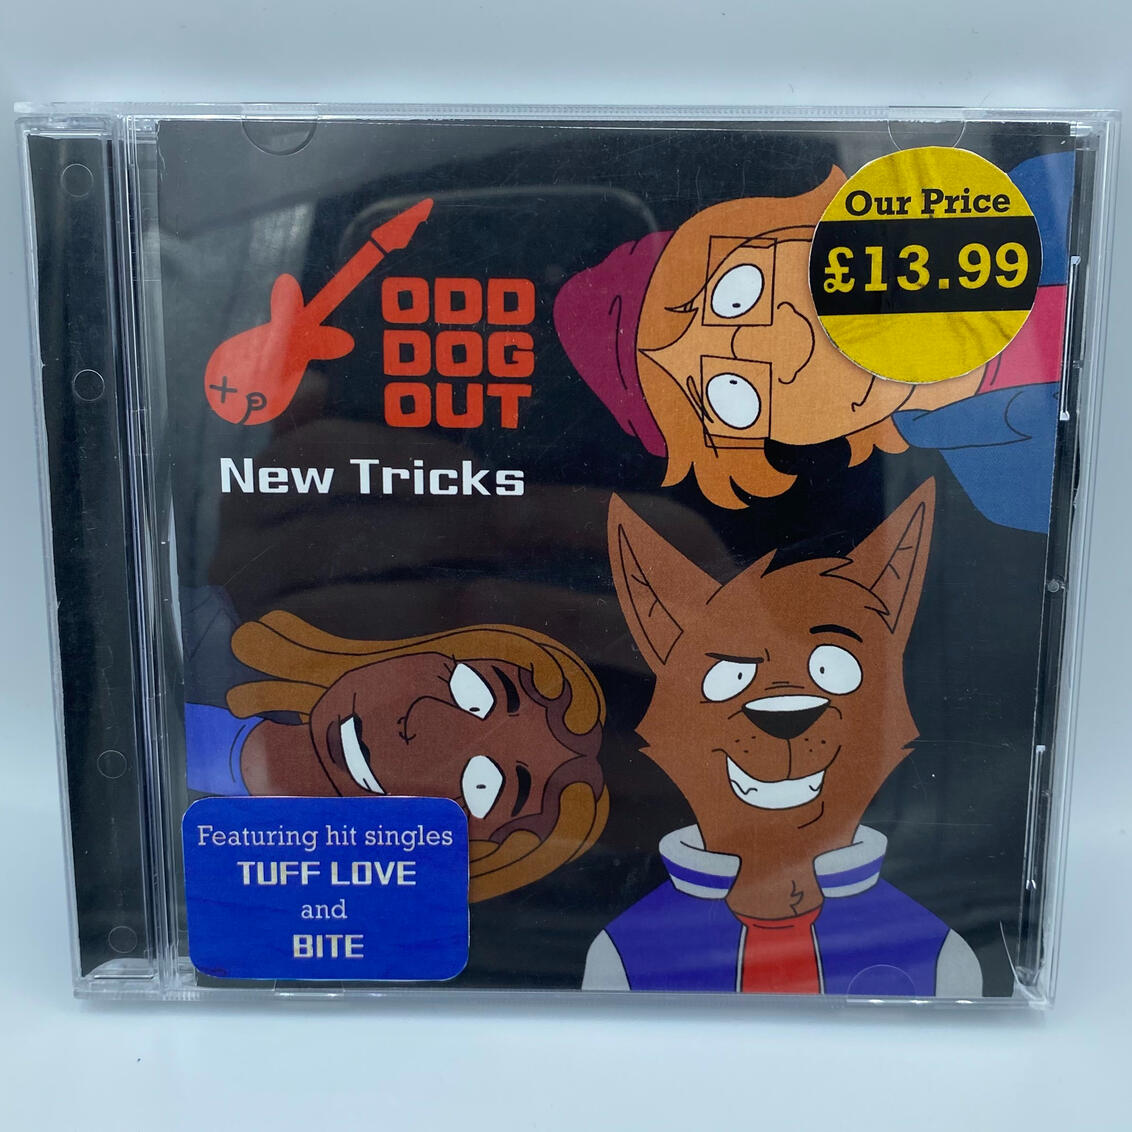 Our Price
£13.99
ODD
DOG
OUT
New Tricks
Featuring hit singles
TUFF LOVE
and
BITE